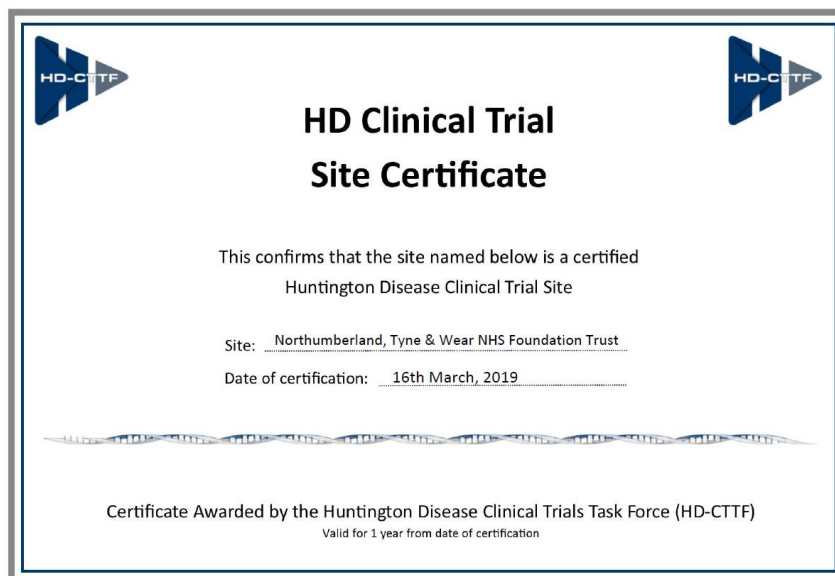 HD-CTTF
HD-CTTF
HD Clinical Trial
Site Certificate
This confirms that the site named below is a certified
Huntington Disease Clinical Trial Site
Site: Northumberland, Tyne & Wear NHS Foundation Trust
Date of certification: 16th March, 2019
Certificate Awarded by the Huntington Disease Clinical Trials Task Force (HD-CTTF)
Valid for 1 year from date of certification